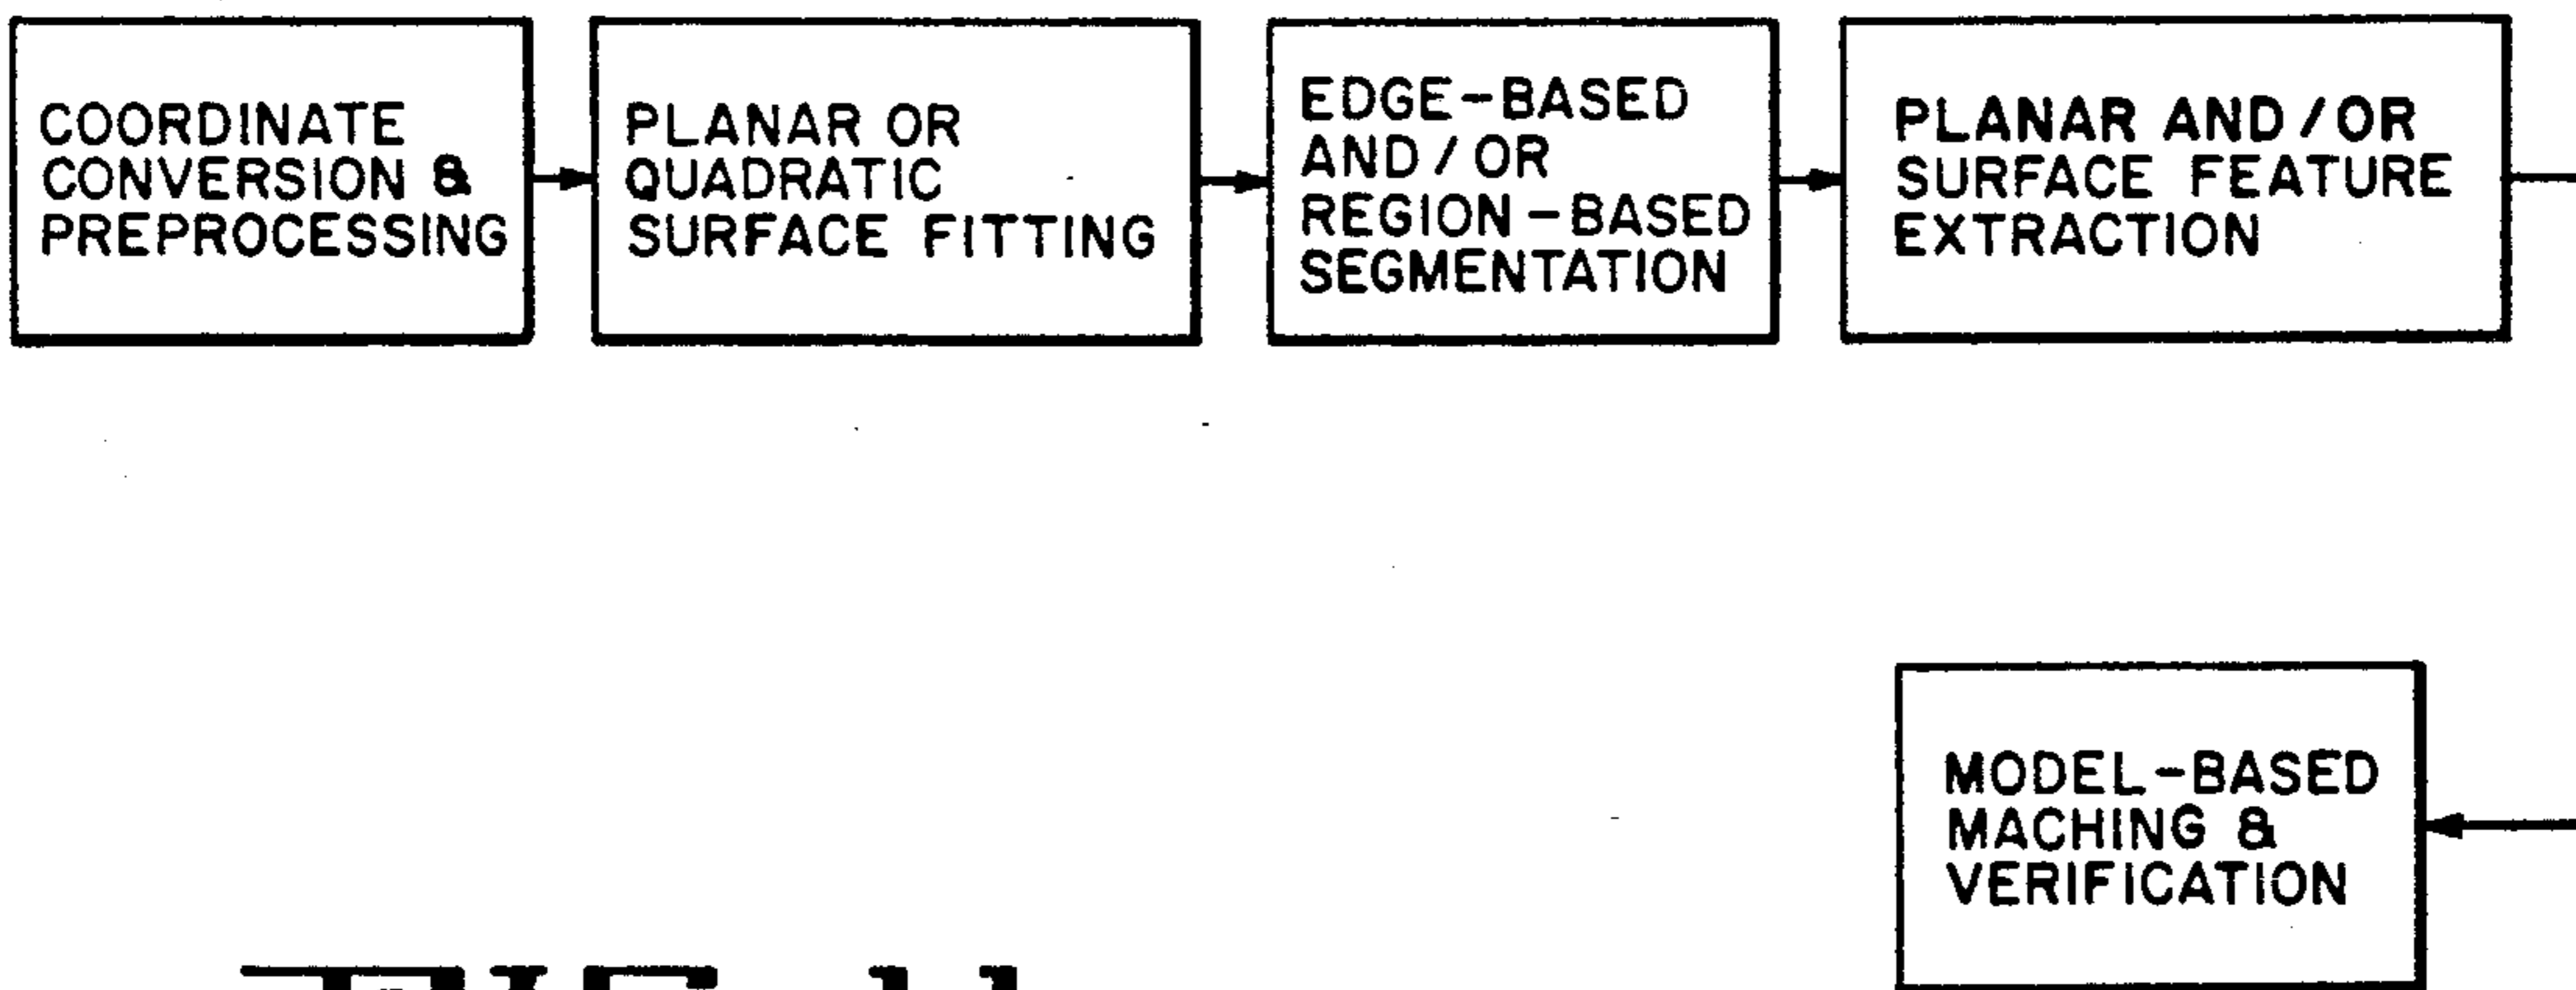 COORDINATE
CONVERSION &
PREPROCESSING
PLANAR OR
QUADRATIC
SURFACE FITTING
EDGE-BASED
AND/OR
REGION-BASED
SEGMENTATION
PLANAR AND/OR
SURFACE FEATURE
EXTRACTION
MODEL-BASED
MACHING &
VERIFICATION